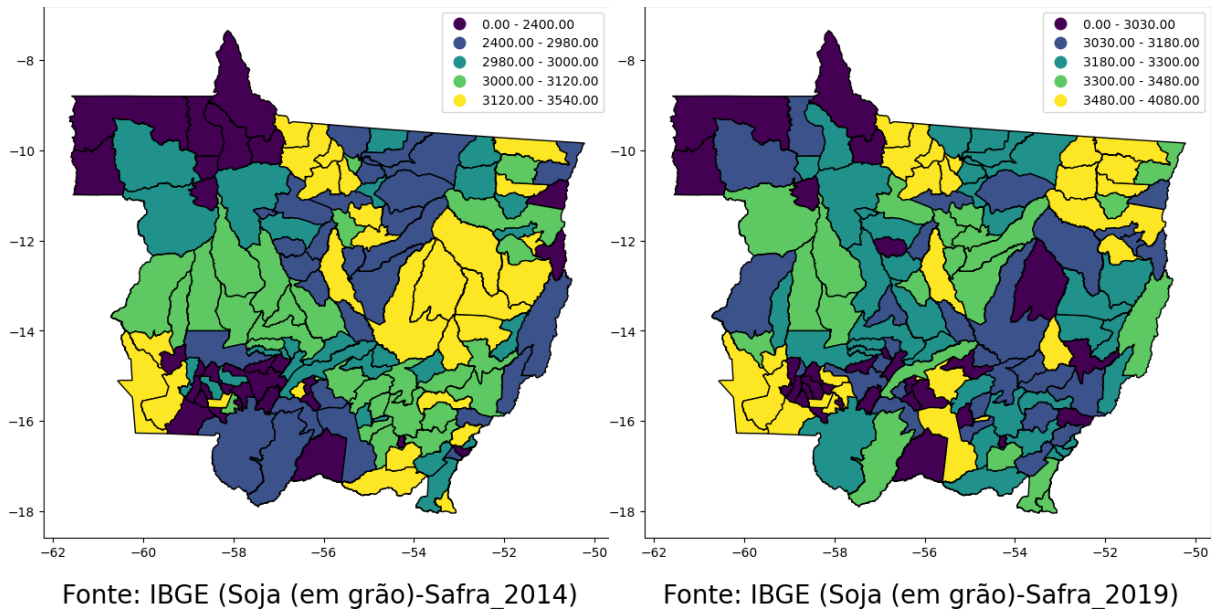 0.00 - 2400.00
2400.00 - 2980.00
2980.00 - 3000.00
3000.00 - 3120.00
3120.00 - 3540.00
−8
−10
−12
−14
−16
−18
−62 −60 −58 −56 −54 −52 −50
Fonte: IBGE (Soja (em grão)-Safra_2014)
0.00 - 3030.00
3030.00 - 3180.00
3180.00 - 3300.00
3300.00 - 3480.00
3480.00 - 4080.00
−8
−10
−12
−14
−16
−18
−62 −60 −58 −56 −54 −52 −50
Fonte: IBGE (Soja (em grão)-Safra_2019)